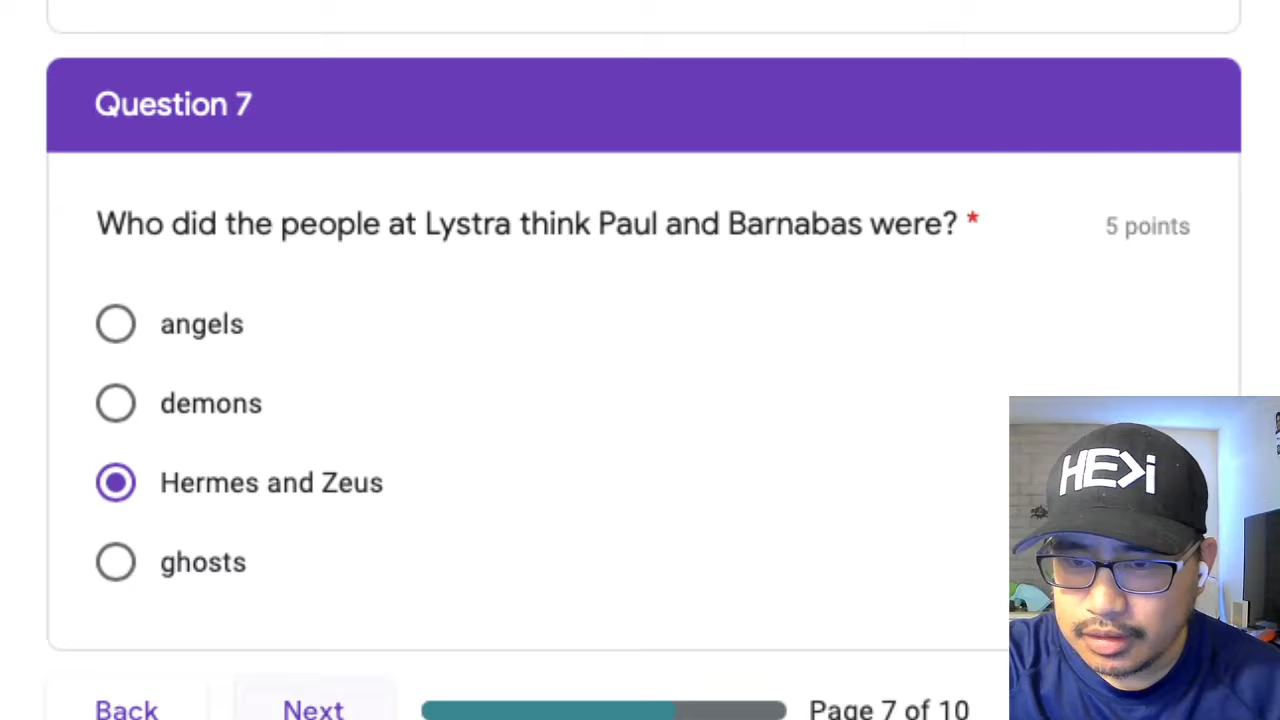 Question 7
Who did the people at Lystra think Paul and Barnabas were? *
5 points
angels
demons
Hermes and Zeus
ghosts
HE>i
Back
Next
Page 7 of 10